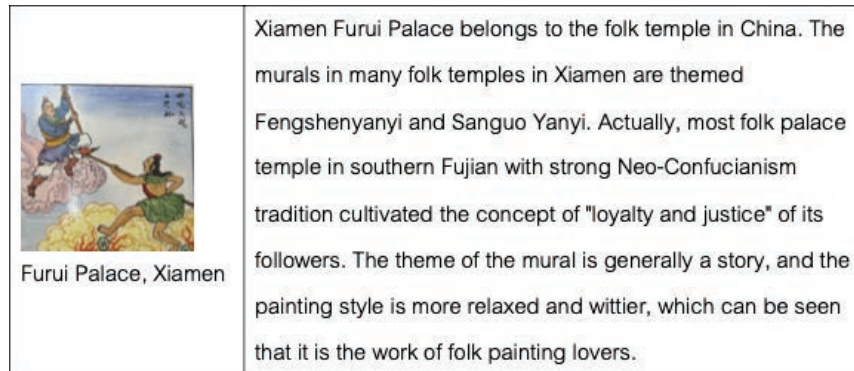 Xiamen Furui Palace belongs to the folk temple in China. The
murals in many folk temples in Xiamen are themed
Fengshenyanyi and Sanguo Yanyi. Actually, most folk palace
temple in southern Fujian with strong Neo-Confucianism
tradition cultivated the concept of "loyalty and justice" of its
followers. The theme of the mural is generally a story, and the
painting style is more relaxed and wittier, which can be seen
that it is the work of folk painting lovers.
Furui Palace, Xiamen